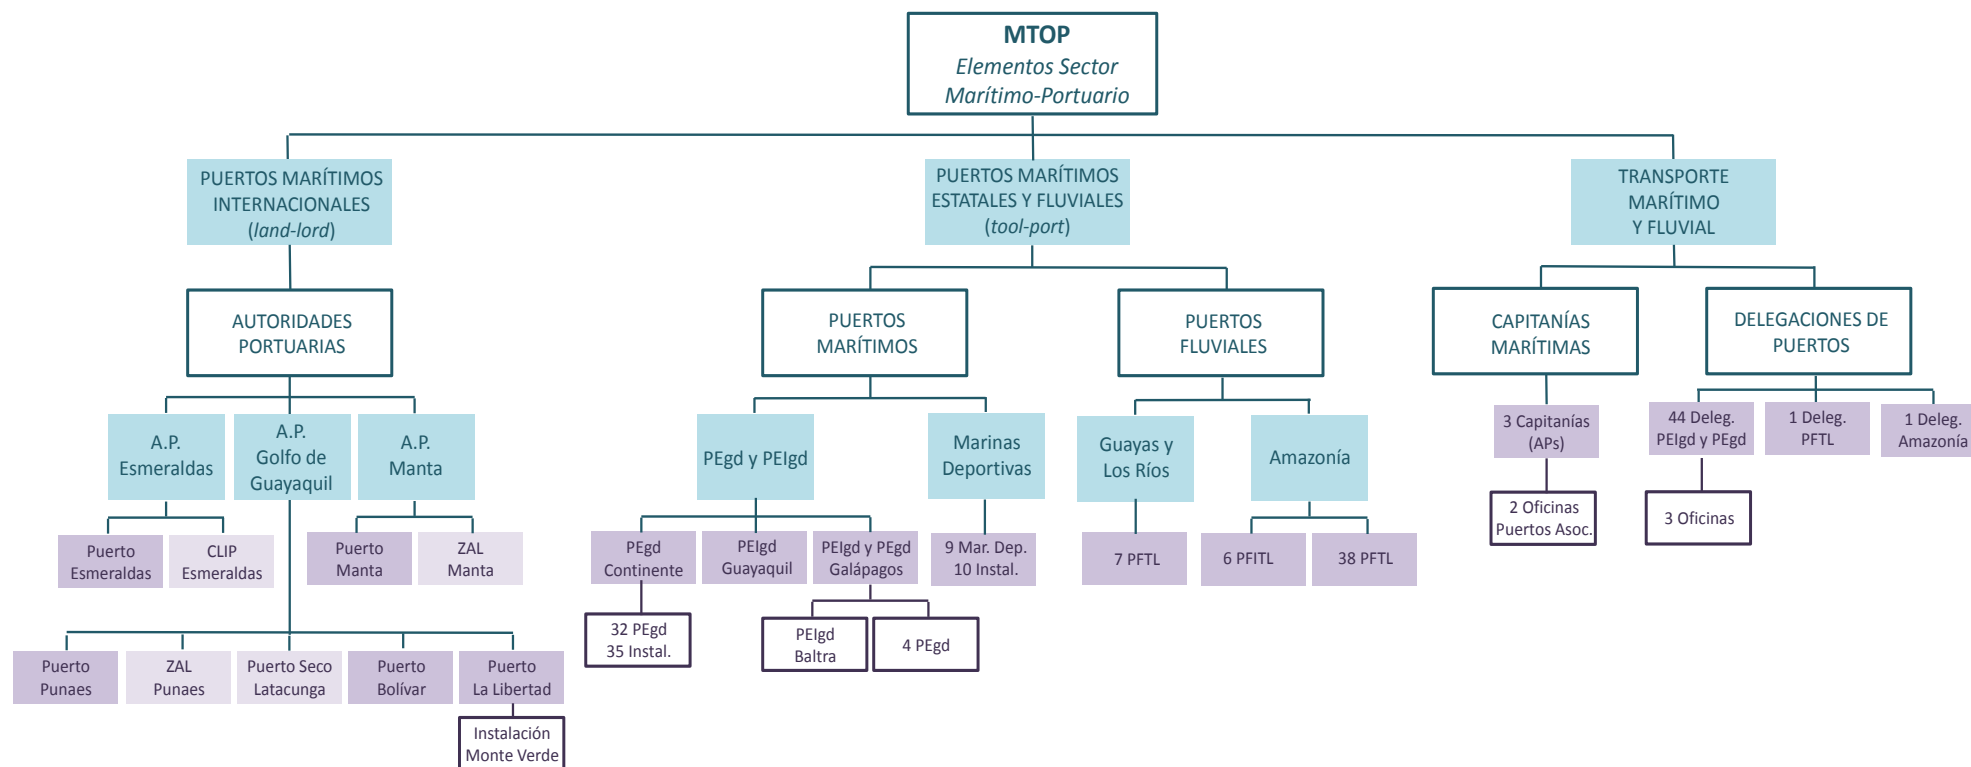 MTOP
Elementos Sector
Marítimo-Portuario
PUERTOS MARÍTIMOS
INTERNACIONALES
(land-lord)
PUERTOS MARÍTIMOS
ESTATALES Y FLUVIALES
(tool-port)
TRANSPORTE
MARÍTIMO
Y FLUVIAL
AUTORIDADES
PORTUARIAS
PUERTOS
MARÍTIMOS
PUERTOS
FLUVIALES
CAPITANÍAS
MARÍTIMAS
DELEGACIONES DE
PUERTOS
A.P.
Esmeraldas
A.P.
Golfo de
Guayaquil
A.P.
Manta
PEgd y PEIgd
Marinas
Deportivas
Guayas y
Los Ríos
Amazonía
3 Capitanías
(APs)
44 Deleg.
PEIgd y PEgd
1 Deleg.
PFTL
1 Deleg.
Amazonía
2 Oficinas
Puertos Asoc.
3 Oficinas
Puerto
Esmeraldas
CLIP
Esmeraldas
Puerto
Manta
ZAL
Manta
PEgd
Continente
PEIgd
Guayaquil
PEIgd y PEgd
Galápagos
9 Mar. Dep.
10 Instal.
7 PFTL
6 PFITL
38 PFTL
32 PEgd
35 Instal.
PEIgd
Baltra
4 PEgd
Puerto
Punaes
ZAL
Punaes
Puerto Seco
Latacunga
Puerto
Bolívar
Puerto
La Libertad
Instalación
Monte Verde